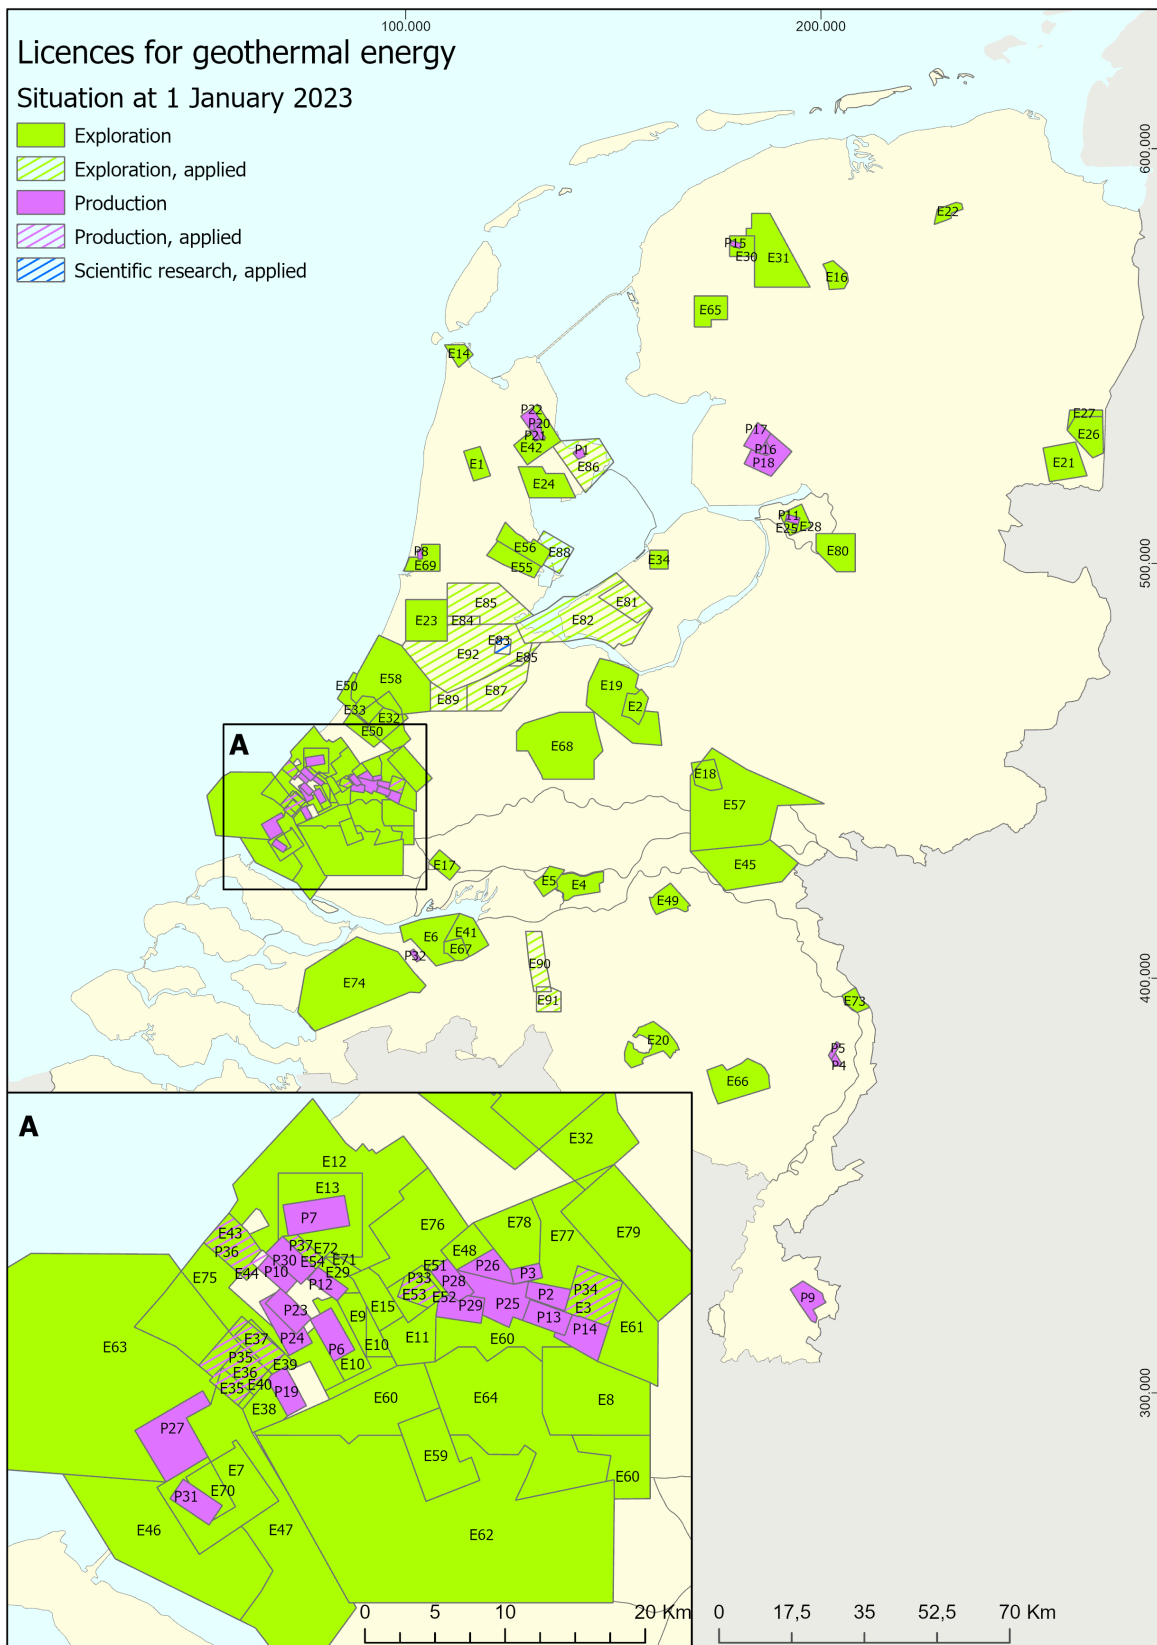 100.000
200.000
Licences for geothermal energy
Situation at 1 January 2023
Exploration
Exploration, applied
Production
Production, applied
Scientific research, applied
600.000
500.000
400.000
300.000
E22
P15
E30
E31
E16
E65
E14
P22
P20
P21
E42
P1
E86
E1
E24
P17
P16
P18
E27
E26
E21
P11
E25
E28
E80
P8
E69
E56
E55
E88
E34
E85
E84
E23
E81
E82
E83
E92
E85
E58
E50
E89
E87
E33
E32
E50
E19
E2
E68
A
E18
E57
E45
E17
E5
E4
E49
E6
E41
E67
P32
E74
E90
E91
E73
E20
P5
P4
E66
P9
A
E32
E12
E13
P7
E76
E78
E77
E79
E43
P36
P37
E72
P30
E54
E71
E48
E51
P26
E75
E44
P10
E29
P12
P33
P28
P3
P34
E53
E52
P2
P23
E9
E15
P29
P25
E3
P13
P14
E61
E63
E37
P24
P6
E10
E11
E60
P35
E39
E10
E36
E35
E40
P19
E38
E60
E64
E8
P27
E59
E7
E60
P31
E70
E46
E47
E62
0
5
10
20 Km
0
17,5
35
52,5
70 Km